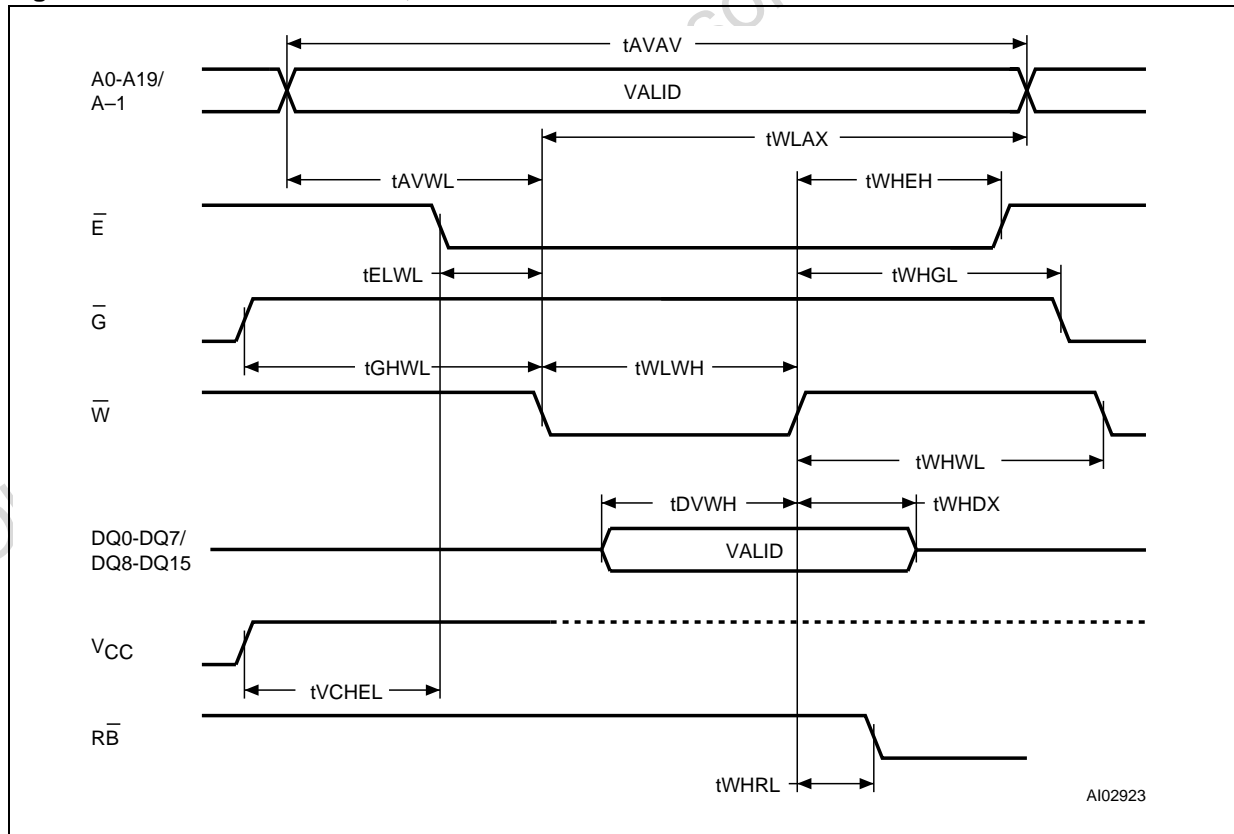 tAVAV
A0-A19/
A–1
VALID
tWLAX
tAVWL
tWHEH
E̅
tELWL
tWHGL
G̅
tGHWL
tWLWH
W̅
tWHWL
tDVWH
tWHDX
DQ0-DQ7/
DQ8-DQ15
VALID
VCC
tVCHEL
RB̅
tWHRL
AI02923